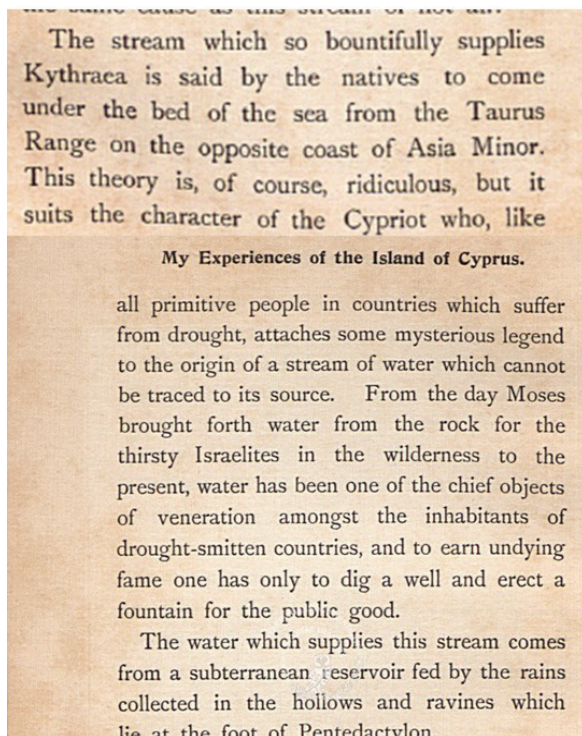 The stream which so bountifully supplies
Kythraea is said by the natives to come
under the bed of the sea from the Taurus
Range on the opposite coast of Asia Minor.
This theory is, of course, ridiculous, but it
suits the character of the Cypriot who, like
My Experiences of the Island of Cyprus.
all primitive people in countries which suffer
from drought, attaches some mysterious legend
to the origin of a stream of water which cannot
be traced to its source. From the day Moses
brought forth water from the rock for the
thirsty Israelites in the wilderness to the
present, water has been one of the chief objects
of veneration amongst the inhabitants of
drought-smitten countries, and to earn undying
fame one has only to dig a well and erect a
fountain for the public good.
The water which supplies this stream comes
from a subterranean reservoir fed by the rains
collected in the hollows and ravines which
lie at the foot of Pentedactylon